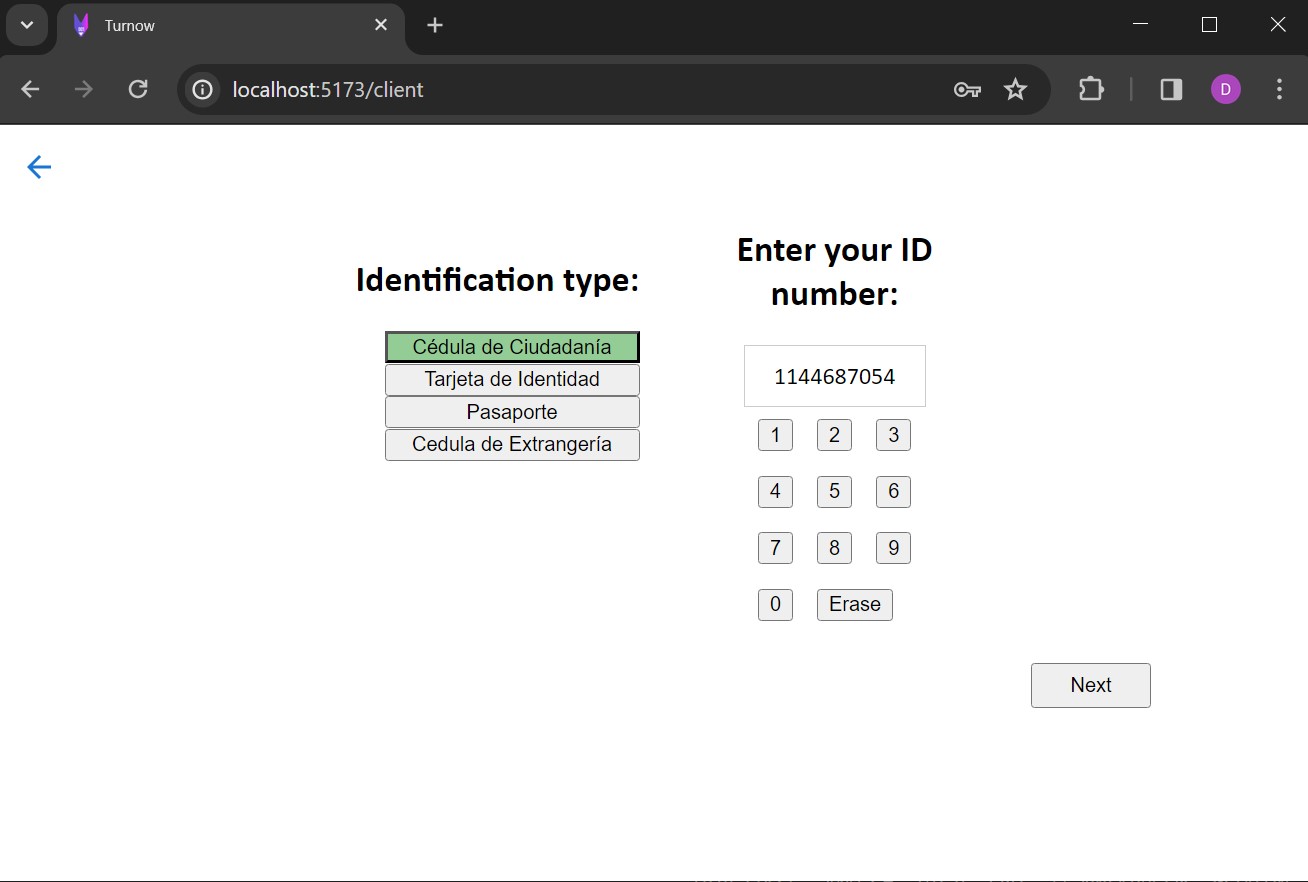 Turnow
localhost:5173/client
D
Identification type:
Cédula de Ciudadanía
Tarjeta de Identidad
Pasaporte
Cedula de Extrangería
Enter your ID
number:
1144687054
1 2 3
4 5 6
7 8 9
0 Erase
Next